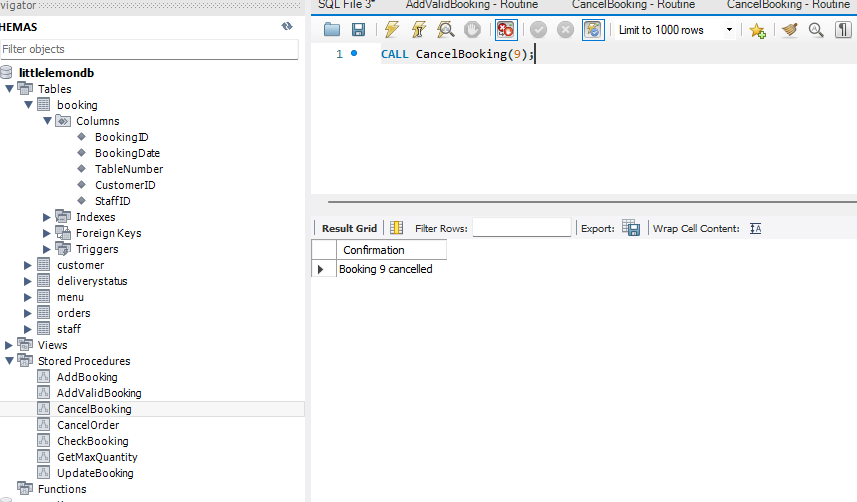 vigator
SQL File 3*
AddValidBooking - Routine
CancelBooking - Routine
CancelBooking - Routine
HEMAS
Filter objects
Limit to 1000 rows
1
CALL CancelBooking(9);
littlelemondb
Tables
booking
Columns
BookingID
BookingDate
TableNumber
CustomerID
StaffID
Indexes
Foreign Keys
Triggers
customer
deliverystatus
menu
orders
staff
Views
Stored Procedures
AddBooking
AddValidBooking
CancelBooking
CancelOrder
CheckBooking
GetMaxQuantity
UpdateBooking
Functions
Result Grid
Filter Rows:
Export:
Wrap Cell Content:
Confirmation
Booking 9 cancelled